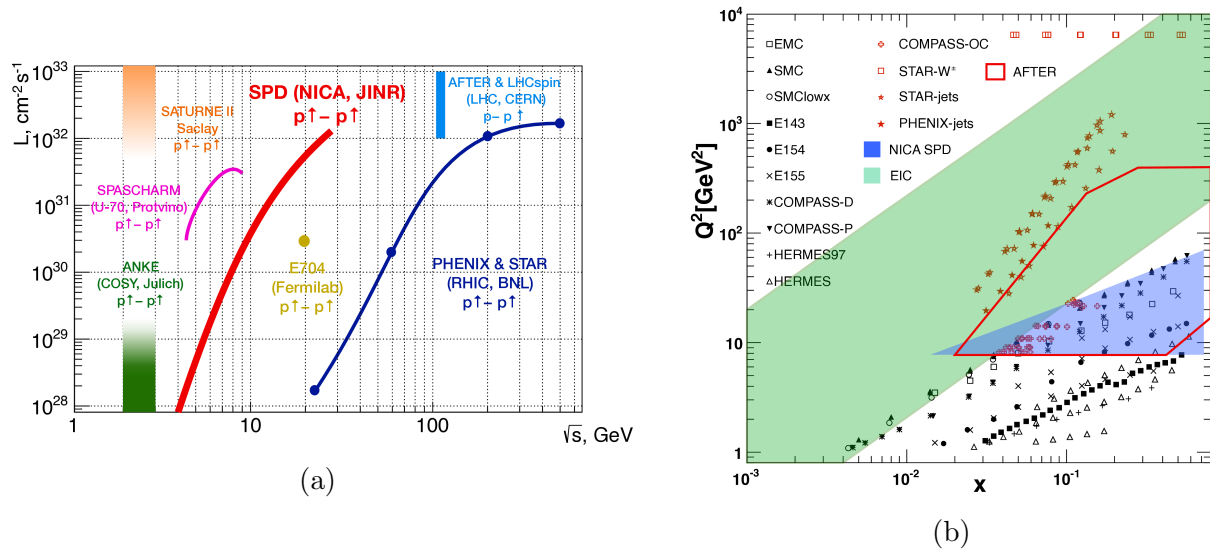 10³³
10³²
10³¹
10³⁰
10²⁹
10²⁸
L, cm⁻²s⁻¹
SATURNE II
Saclay
p↑– p↑
SPD (NICA, JINR)
p↑– p↑
AFTER & LHCspin
(LHC, CERN)
p– p↑
SPASCHARM
(U-70, Protvino)
p↑– p↑
ANKE
(COSY, Jülich)
p↑– p↑
E704
(Fermilab)
p↑– p↑
PHENIX & STAR
(RHIC, BNL)
p↑– p↑
1
10
100
√s, GeV
(a)
10⁴
10³
10²
10
1
Q²[GeV²]
EMC
SMC
SMClowx
E143
E154
E155
COMPASS-D
COMPASS-P
HERMES97
HERMES
COMPASS-OC
STAR-W±
STAR-jets
PHENIX-jets
NICA SPD
EIC
AFTER
10⁻³
10⁻²
10⁻¹
x
(b)